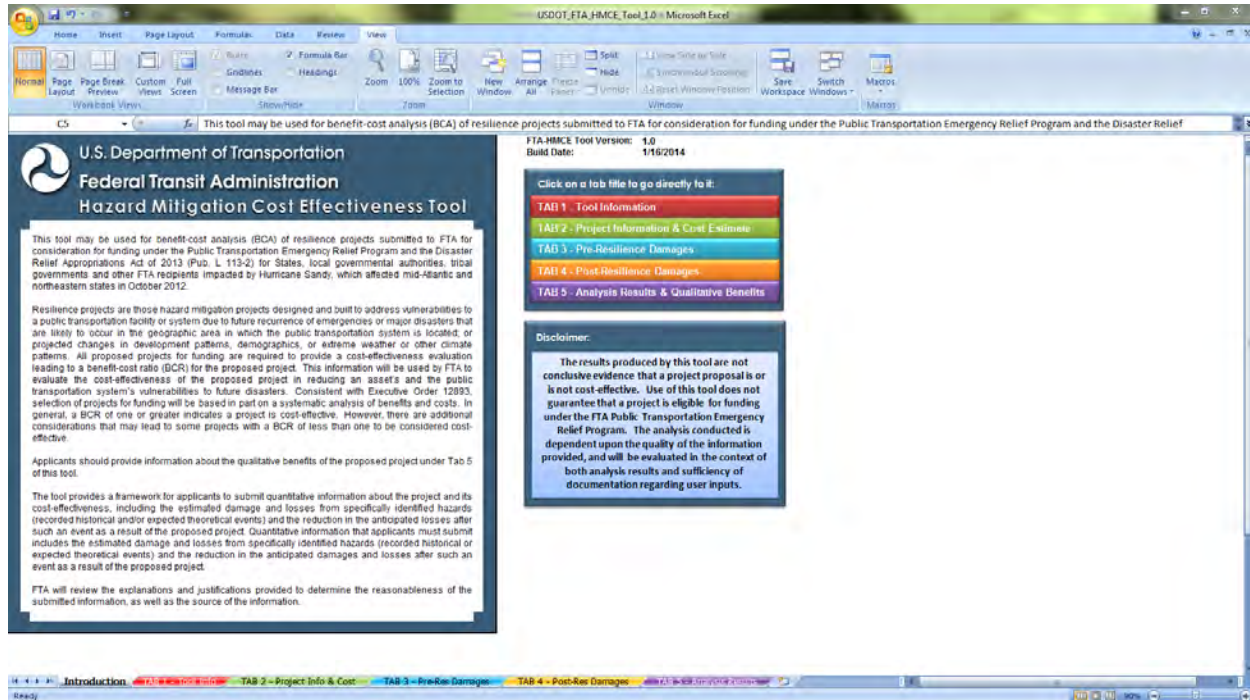 USDOT_FTA_HMCE_Tool_1.0 - Microsoft Excel
Home Insert Page Layout Formulas Data Review View
Ruler Formula Bar
Gridlines Headings
Message Bar
Normal Page Layout Page Break Preview Custom Views Full Screen
Zoom 100% Zoom to Selection New Window Arrange All Freeze Panes
Split
Hide
Unhide
View Side by Side
Synchronous Scrolling
Reset Window Position
Save Workspace Switch Windows Macros
Workbook Views Show/Hide Zoom Window Macros
C5 This tool may be used for benefit-cost analysis (BCA) of resilience projects submitted to FTA for consideration for funding under the Public Transportation Emergency Relief Program and the Disaster Relief
U.S. Department of Transportation
Federal Transit Administration
Hazard Mitigation Cost Effectiveness Tool
This tool may be used for benefit-cost analysis (BCA) of resilience projects submitted to FTA for
consideration for funding under the Public Transportation Emergency Relief Program and the Disaster
Relief Appropriations Act of 2013 (Pub. L 113-2) for States, local governmental authorities, tribal
governments and other FTA recipients impacted by Hurricane Sandy, which affected mid-Atlantic and
northeastern states in October 2012.
Resilience projects are those hazard mitigation projects designed and built to address vulnerabilities to
a public transportation facility or system due to future recurrence of emergencies or major disasters that
are likely to occur in the geographic area in which the public transportation system is located; or
projected changes in development patterns, demographics, or extreme weather or other climate
patterns. All proposed projects for funding are required to provide a cost-effectiveness evaluation
leading to a benefit-cost ratio (BCR) for the proposed project. This information will be used by FTA to
evaluate the cost-effectiveness of the proposed project in reducing an asset's and the public
transportation system's vulnerabilities to future disasters. Consistent with Executive Order 12893,
selection of projects for funding will be based in part on a systematic analysis of benefits and costs. In
general, a BCR of one or greater indicates a project is cost-effective. However, there are additional
considerations that may lead to some projects with a BCR of less than one to be considered cost-
effective.
Applicants should provide information about the qualitative benefits of the proposed project under Tab 5
of this tool.
The tool provides a framework for applicants to submit quantitative information about the project and its
cost-effectiveness, including the estimated damage and losses from specifically identified hazards
(recorded historical and/or expected theoretical events) and the reduction in the anticipated losses after
such an event as a result of the proposed project. Quantitative information that applicants must submit
includes the estimated damage and losses from specifically identified hazards (recorded historical or
expected theoretical events) and the reduction in the anticipated damages and losses after such an
event as a result of the proposed project.
FTA will review the explanations and justifications provided to determine the reasonableness of the
submitted information, as well as the source of the information.
FTA-HMCE Tool Version: 1.0
Build Date: 1/16/2014
Click on a tab title to go directly to it:
TAB 1 - Tool Information
TAB 2 - Project Information & Cost Estimate
TAB 3 - Pre-Resilience Damages
TAB 4 - Post-Resilience Damages
TAB 5 - Analysis Results & Qualitative Benefits
Disclaimer:
The results produced by this tool are not
conclusive evidence that a project proposal is or
is not cost-effective. Use of this tool does not
guarantee that a project is eligible for funding
under the FTA Public Transportation Emergency
Relief Program. The analysis conducted is
dependent upon the quality of the information
provided, and will be evaluated in the context of
both analysis results and sufficiency of
documentation regarding user inputs.
Introduction TAB 1 - Tool Info TAB 2 - Project Info & Cost TAB 3 - Pre-Res Damages TAB 4 - Post-Res Damages TAB 5 - Analysis Results
Ready 90%